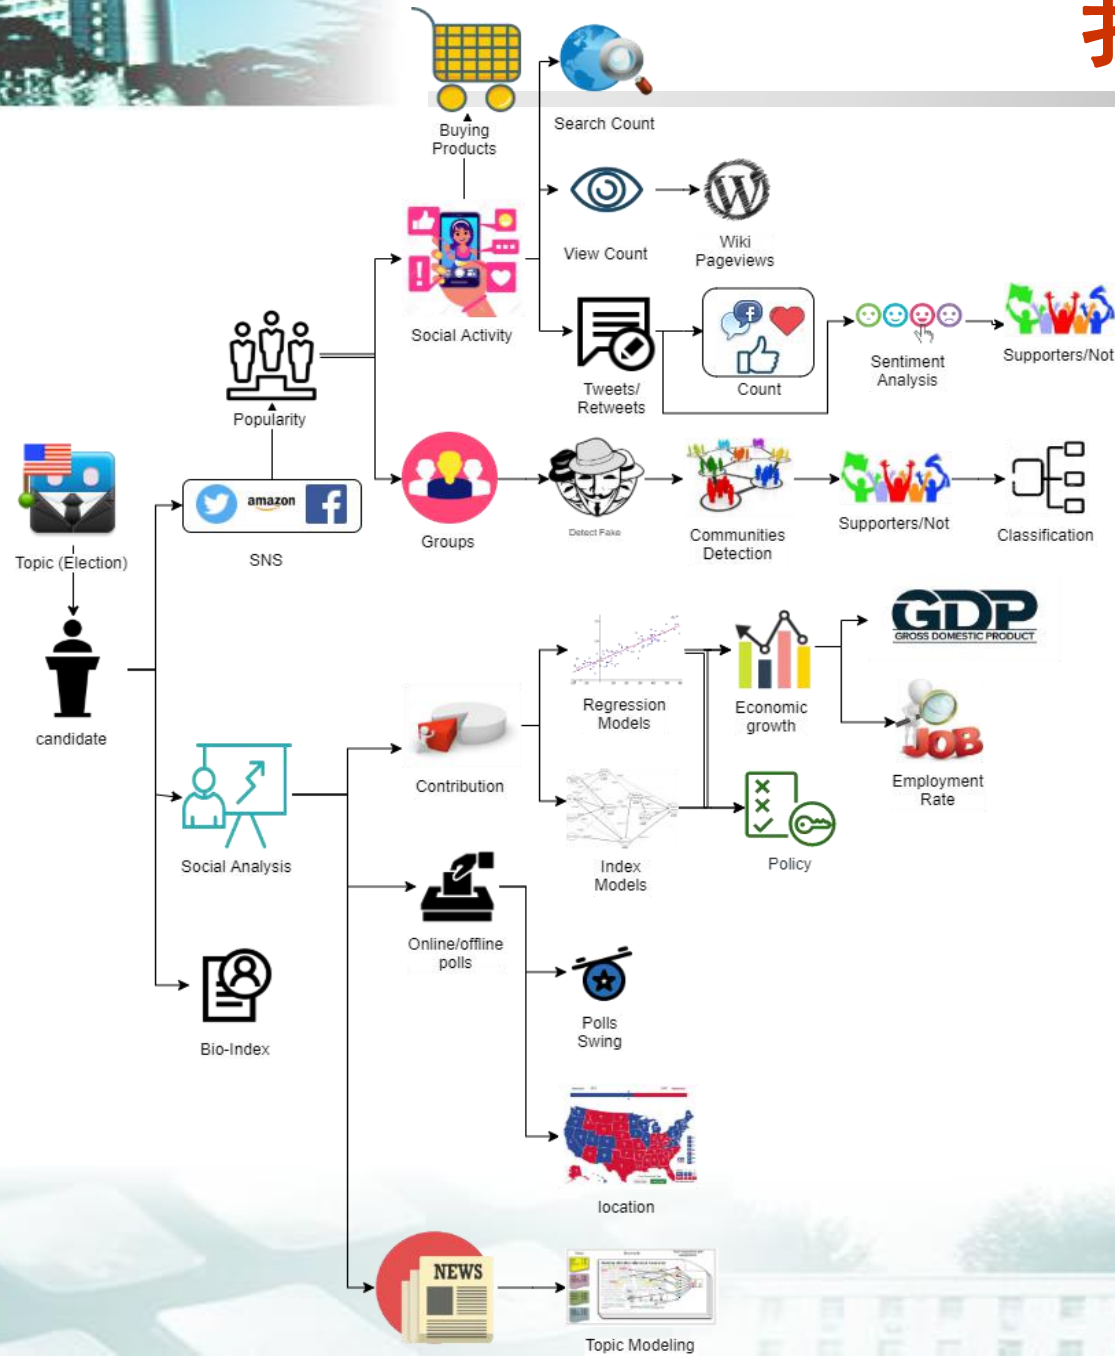 Buying
Products
Search Count
View Count
Wiki
Pageviews
Social Activity
Tweets/
Retweets
Count
Sentiment
Analysis
Supporters/Not
Popularity
amazon
SNS
Topic (Election)
Groups
Detect Fake
Communities
Detection
Supporters/Not
Classification
candidate
Contribution
Regression
Models
Economic
growth
GDP
GROSS DOMESTIC PRODUCT
JOB
Employment
Rate
Social Analysis
Index
Models
Policy
Online/offline
polls
Polls
Swing
Bio-Index
location
NEWS
Topic Modeling